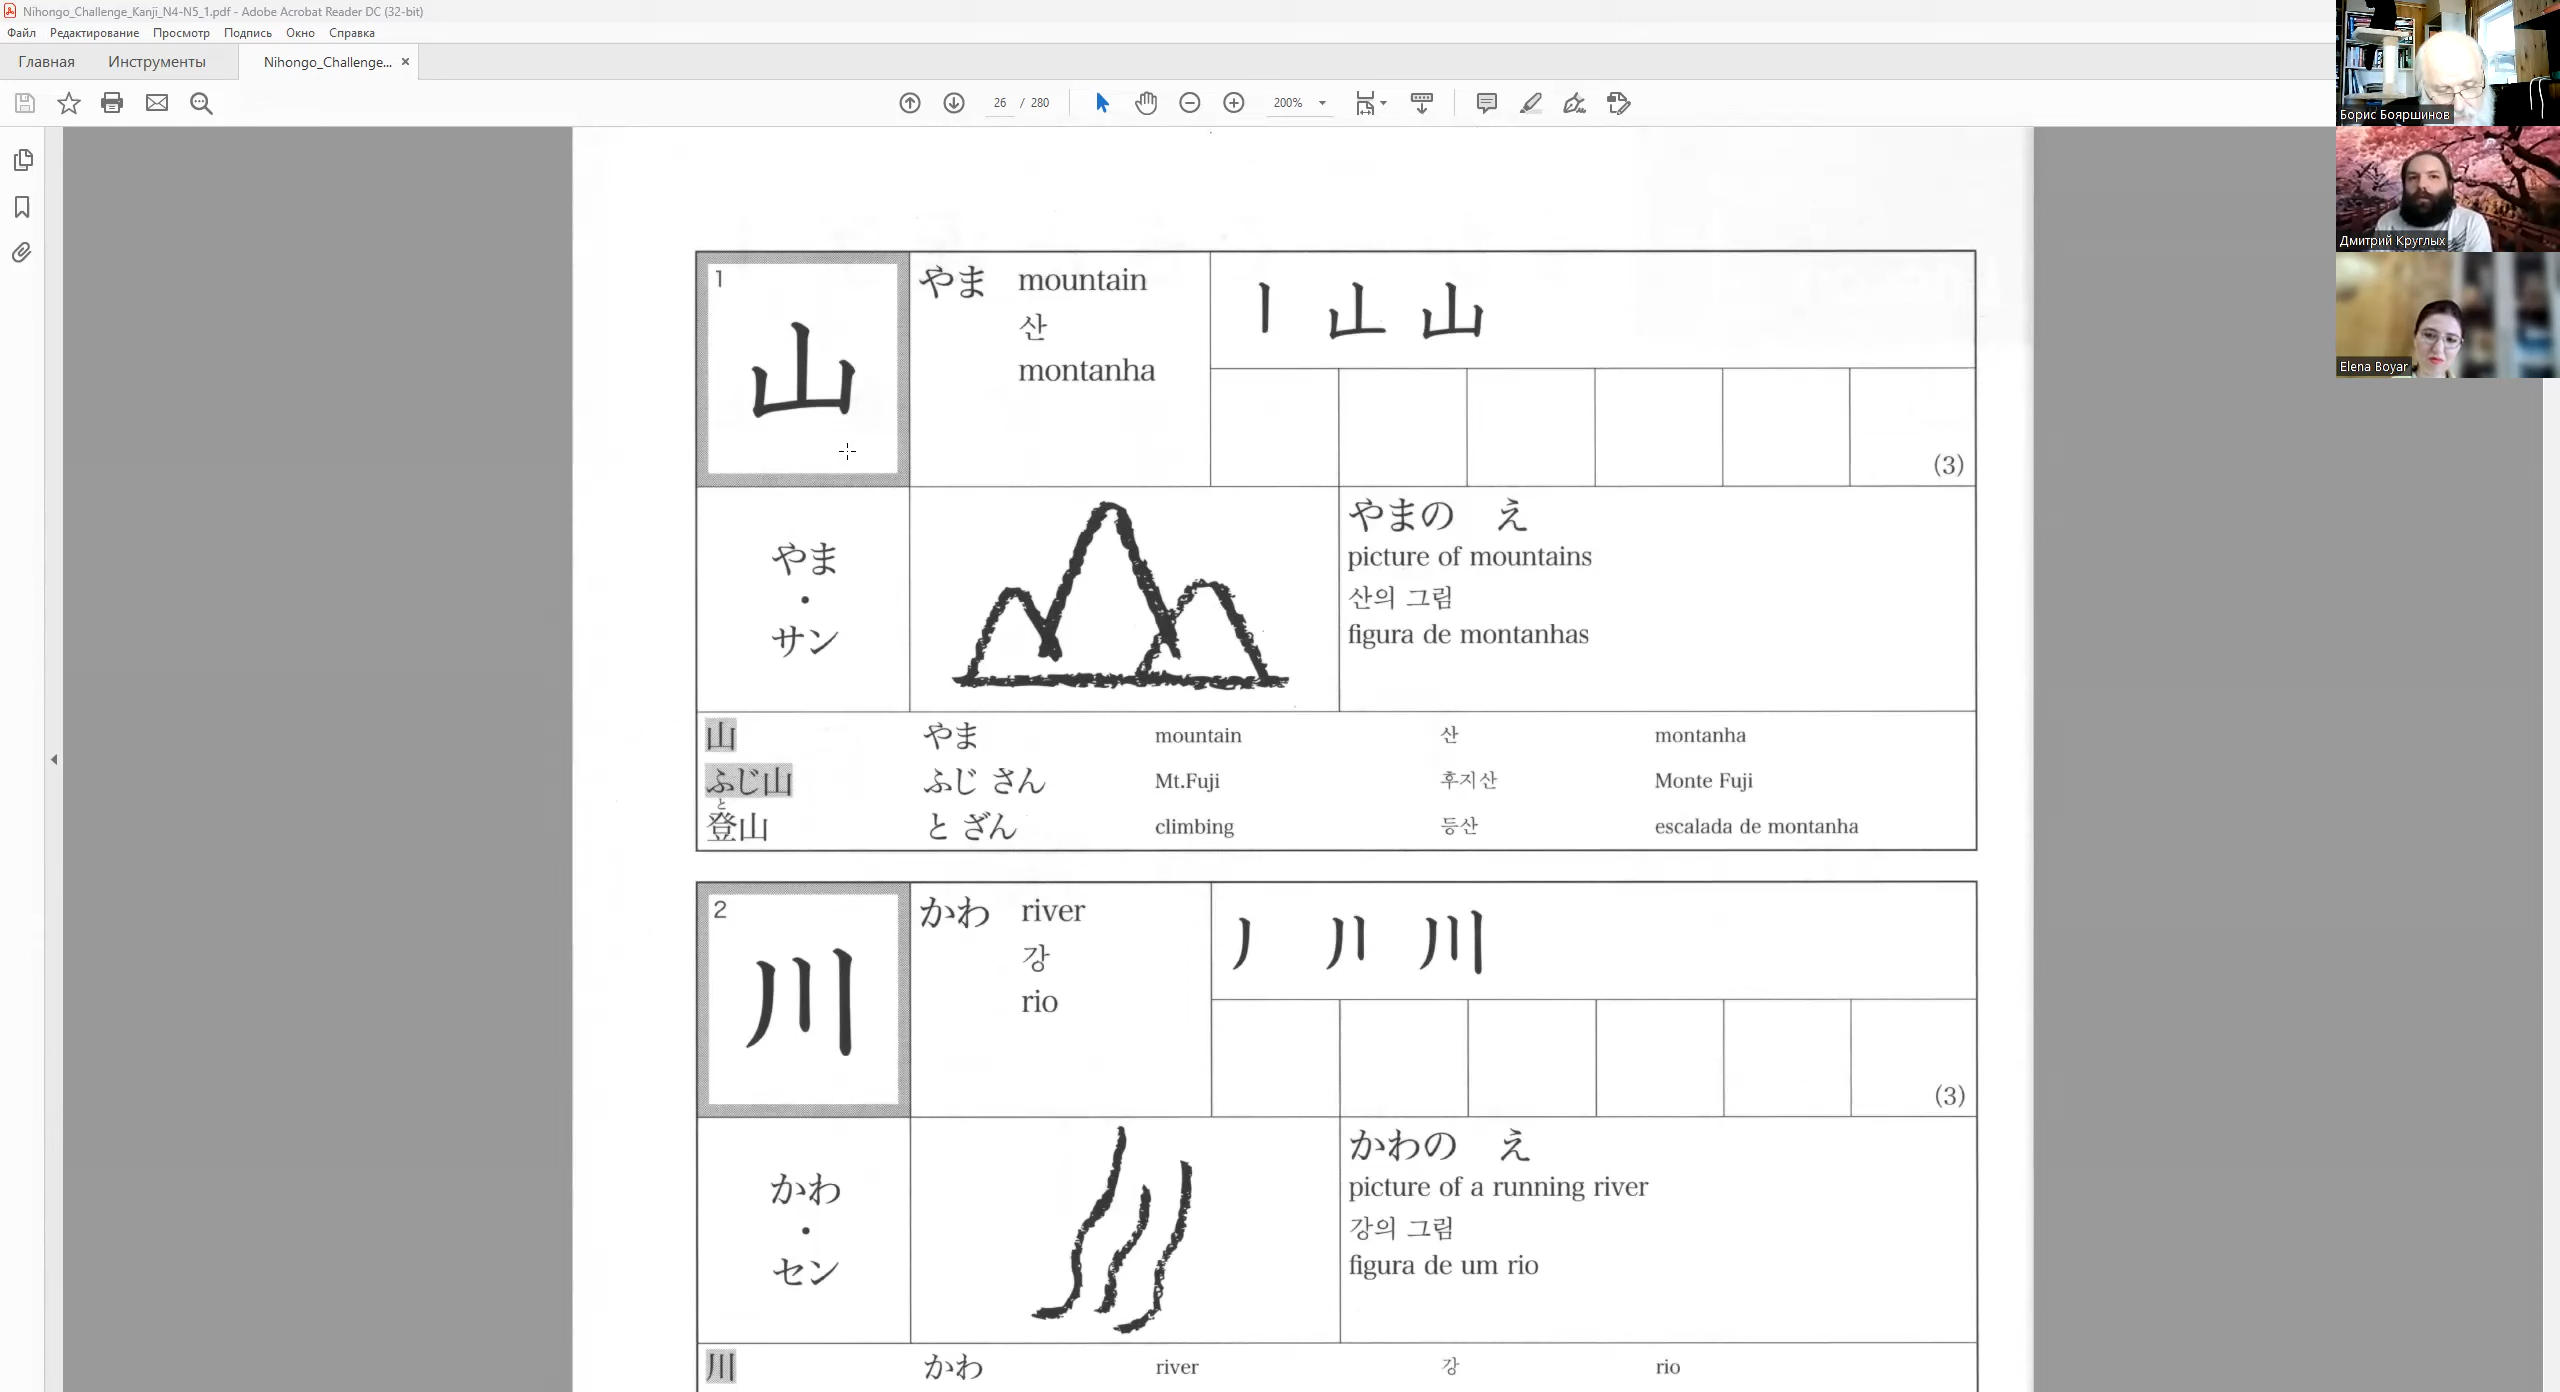 Nihongo_Challenge_Kanji_N4-N5_1.pdf - Adobe Acrobat Reader DC (32-bit)
Файл Редактирование Просмотр Подпись Окно Справка
Главная Инструменты Nihongo_Challenge... ×
26 / 280 200%
Борис Бояршинов
Дмитрий Круглых
Elena Boyar
1
山
やま mountain
산
montanha
丨 山 山
(3)
やま
・
サン
やまの え
picture of mountains
산의 그림
figura de montanhas
山 やま mountain 산 montanha
ふじ山 ふじ さん Mt.Fuji 후지산 Monte Fuji
と
登山 と ざん climbing 등산 escalada de montanha
2
川
かわ river
강
rio
丿 川 川
(3)
かわ
・
セン
かわの え
picture of a running river
강의 그림
figura de um rio
川 かわ river 강 rio